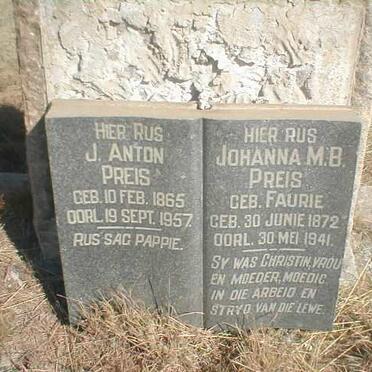 HIER RUS
J. ANTON
PREIS
GEB. 10 FEB. 1865
OORL. 19 SEPT. 1957.
RUS SAG PAPPIE.
HIER RUS
JOHANNA M.B.
PREIS
GEB. FAURIE
GEB. 30 JUNIE 1872
OORL. 30 MEI 1941.
SY WAS CHRISTIN, VROU
EN MOEDER, MOEDIG
IN DIE ARBEID EN
STRYD VAN DIE LEWE.